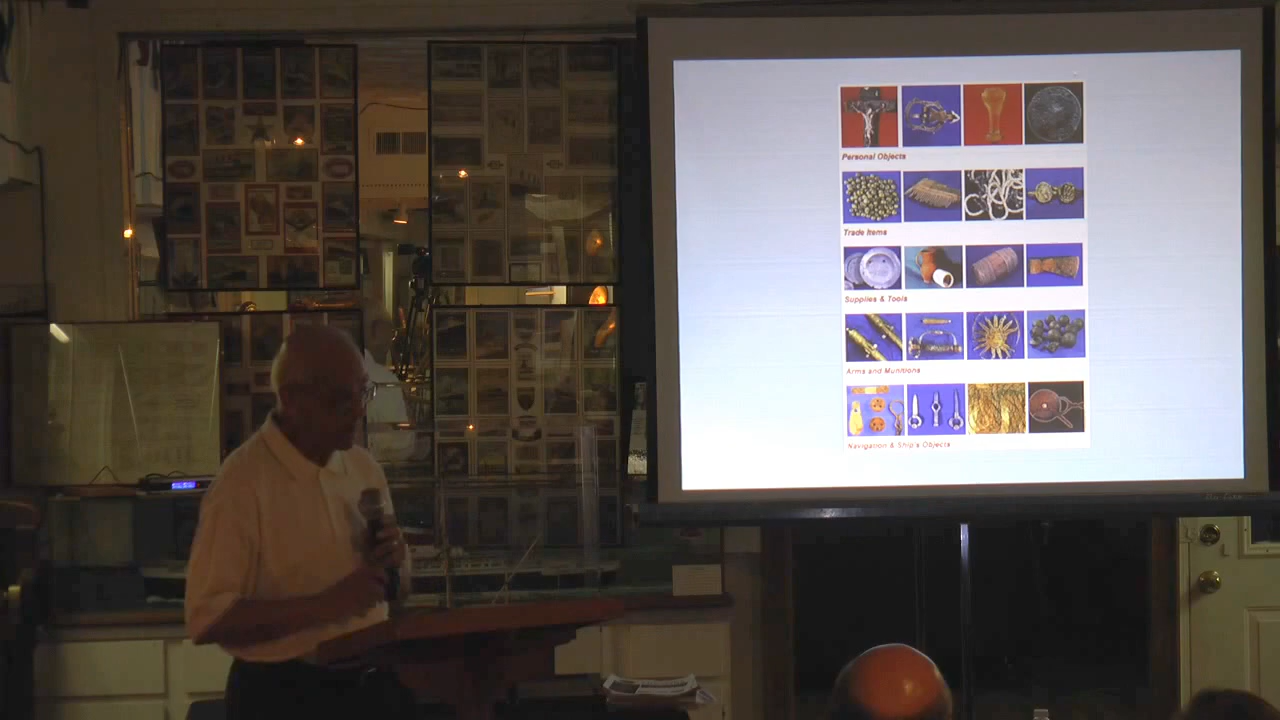 Personal Objects
Trade Items
Supplies & Tools
Arms and Munitions
Navigation & Ship's Objects